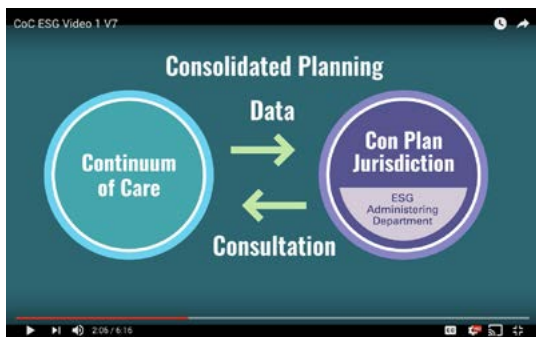 CoC ESG Video 1 V7
Consolidated Planning
Data
Continuum
of Care
Con Plan
Jurisdiction
ESG
Administering
Department
Consultation
2:06 / 6:16
CC